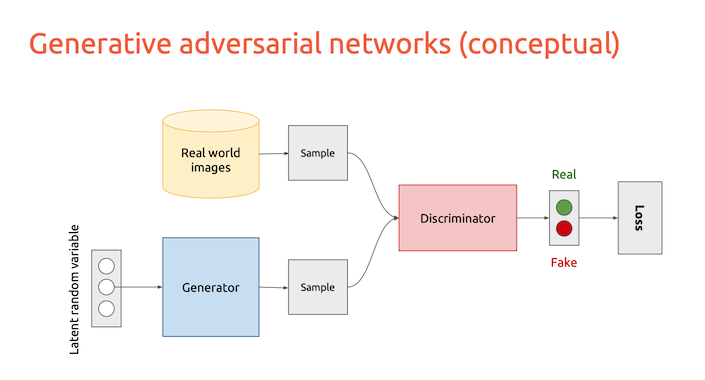 Generative adversarial networks (conceptual)
Real world
images
Sample
Real
Discriminator
Loss
Fake
Latent random variable
Generator
Sample